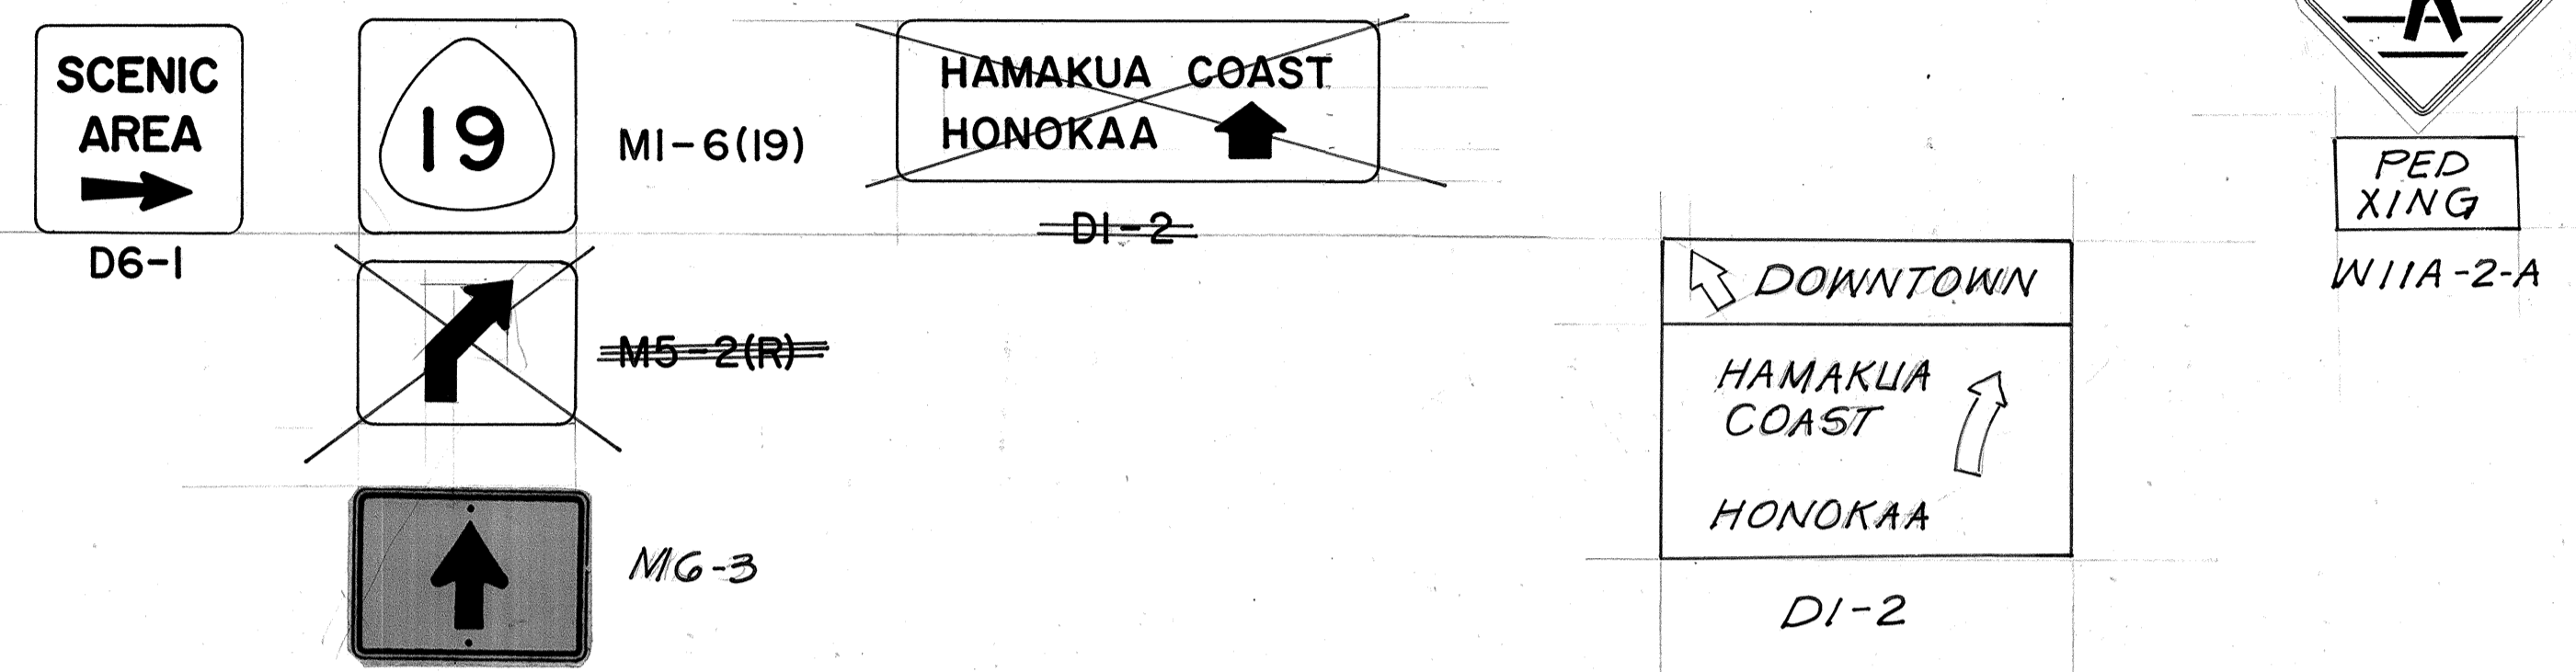 SCENIC
AREA
D6-1
19
M1-6(19)
M5-2(R)
M6-3
HAMAKUA COAST
HONOKAA
D1-2
DOWNTOWN
HAMAKUA
COAST
HONOKAA
D1-2
PED
XING
W11A-2-A